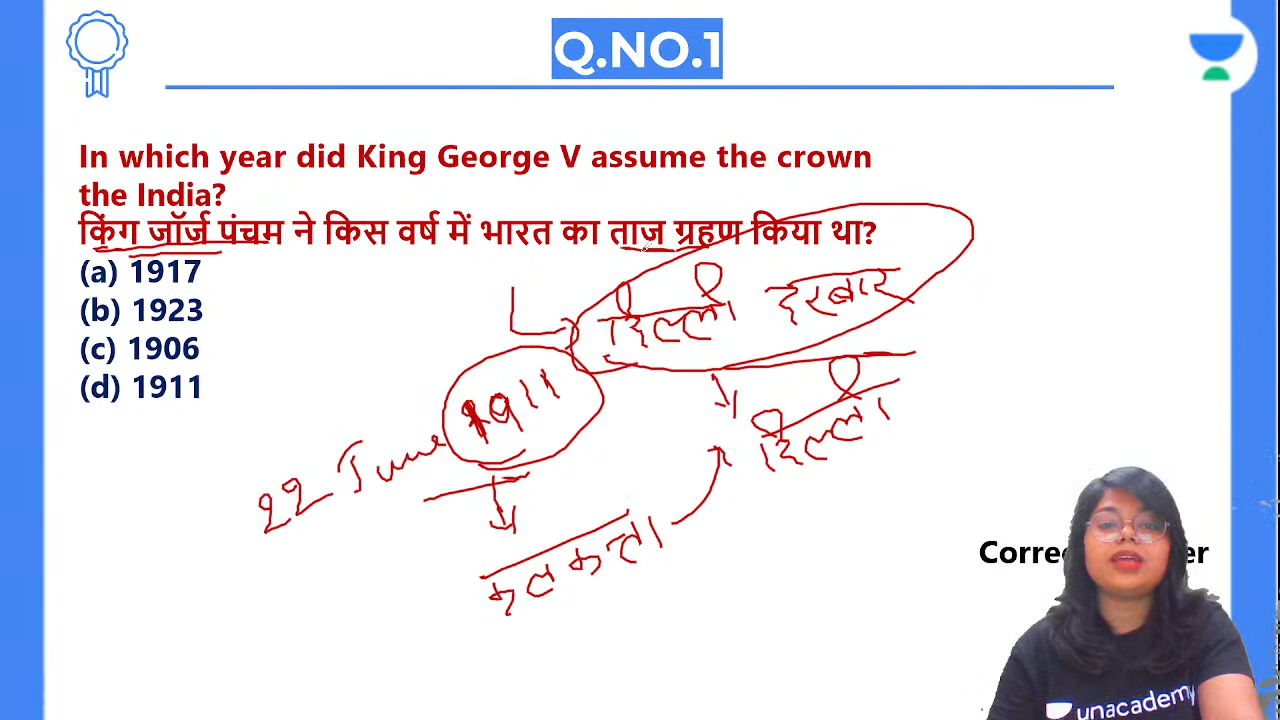 Q.NO.1
In which year did King George V assume the crown
the India?
किंग जॉर्ज पंचम ने किस वर्ष में भारत का ताज ग्रहण किया था?
(a) 1917
(b) 1923
(c) 1906
(d) 1911
दिल्ली दरबार
1911
दिल्ली
22 June
कलकत्ता
unacademy